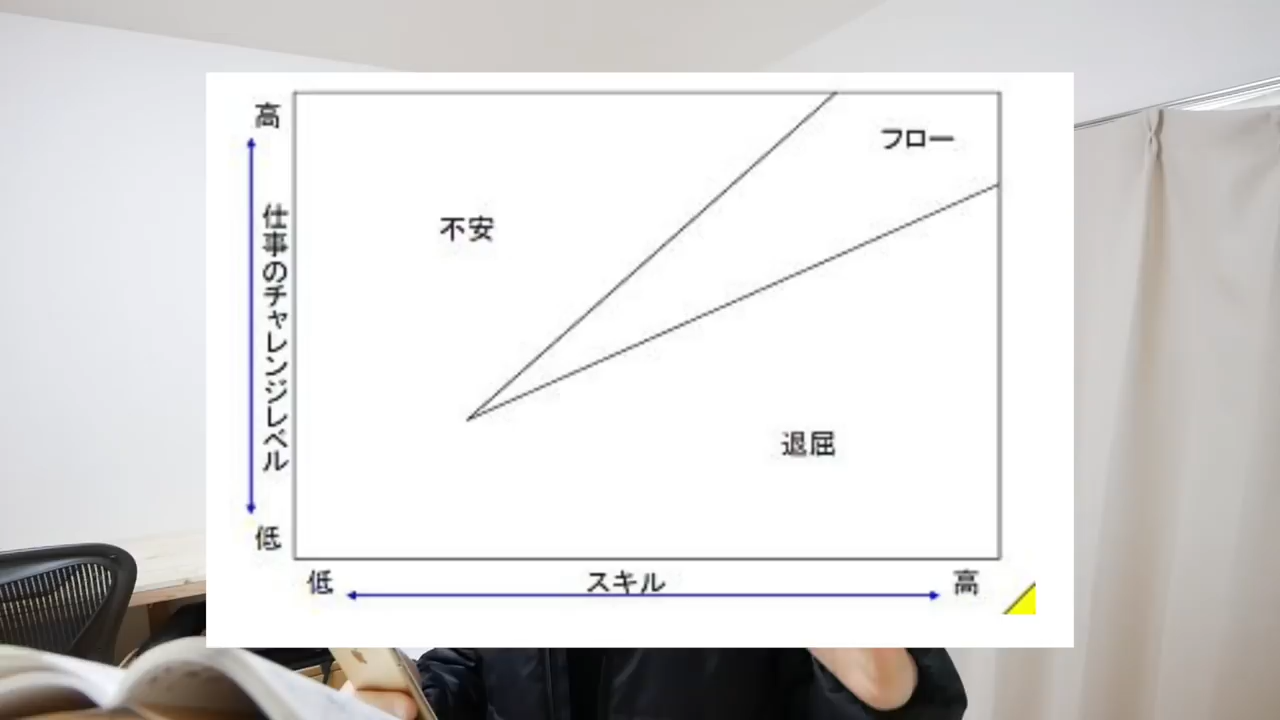 高
フロー
仕事のチャレンジレベル
不安
退屈
低
低
スキル
高